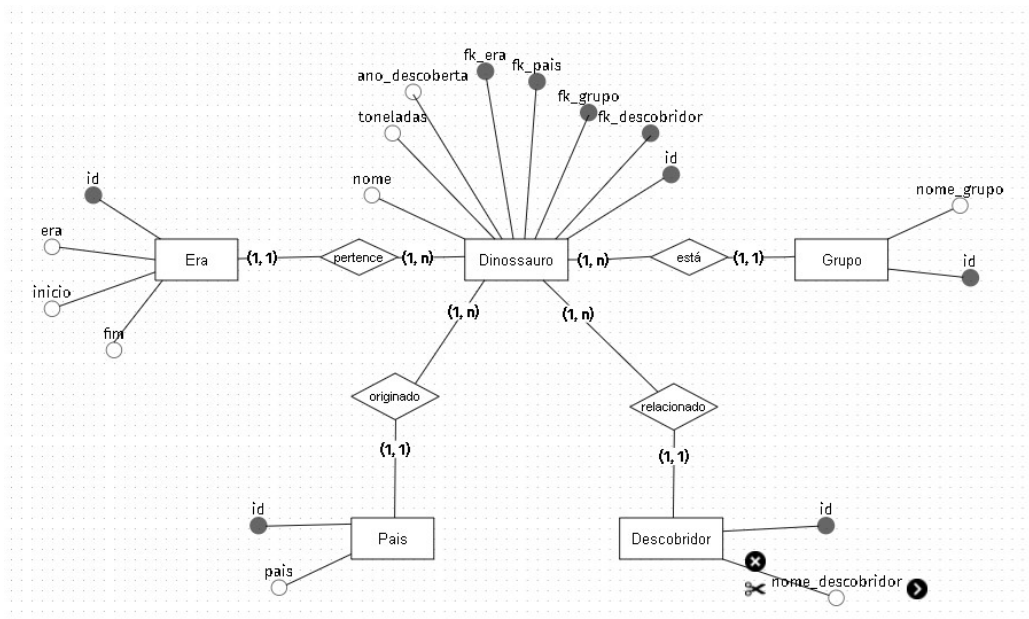 fk_era
fk_pais
ano_descoberta
fk_grupo
toneladas
fk_descobridor
id
nome
id
nome_grupo
era
Era
(1, 1)
pertence
(1, n)
Dinossauro
(1, n)
está
(1, 1)
Grupo
id
inicio
fim
(1, n)
(1, n)
originado
relacionado
(1, 1)
(1, 1)
id
Pais
pais
id
Descobridor
nome_descobridor